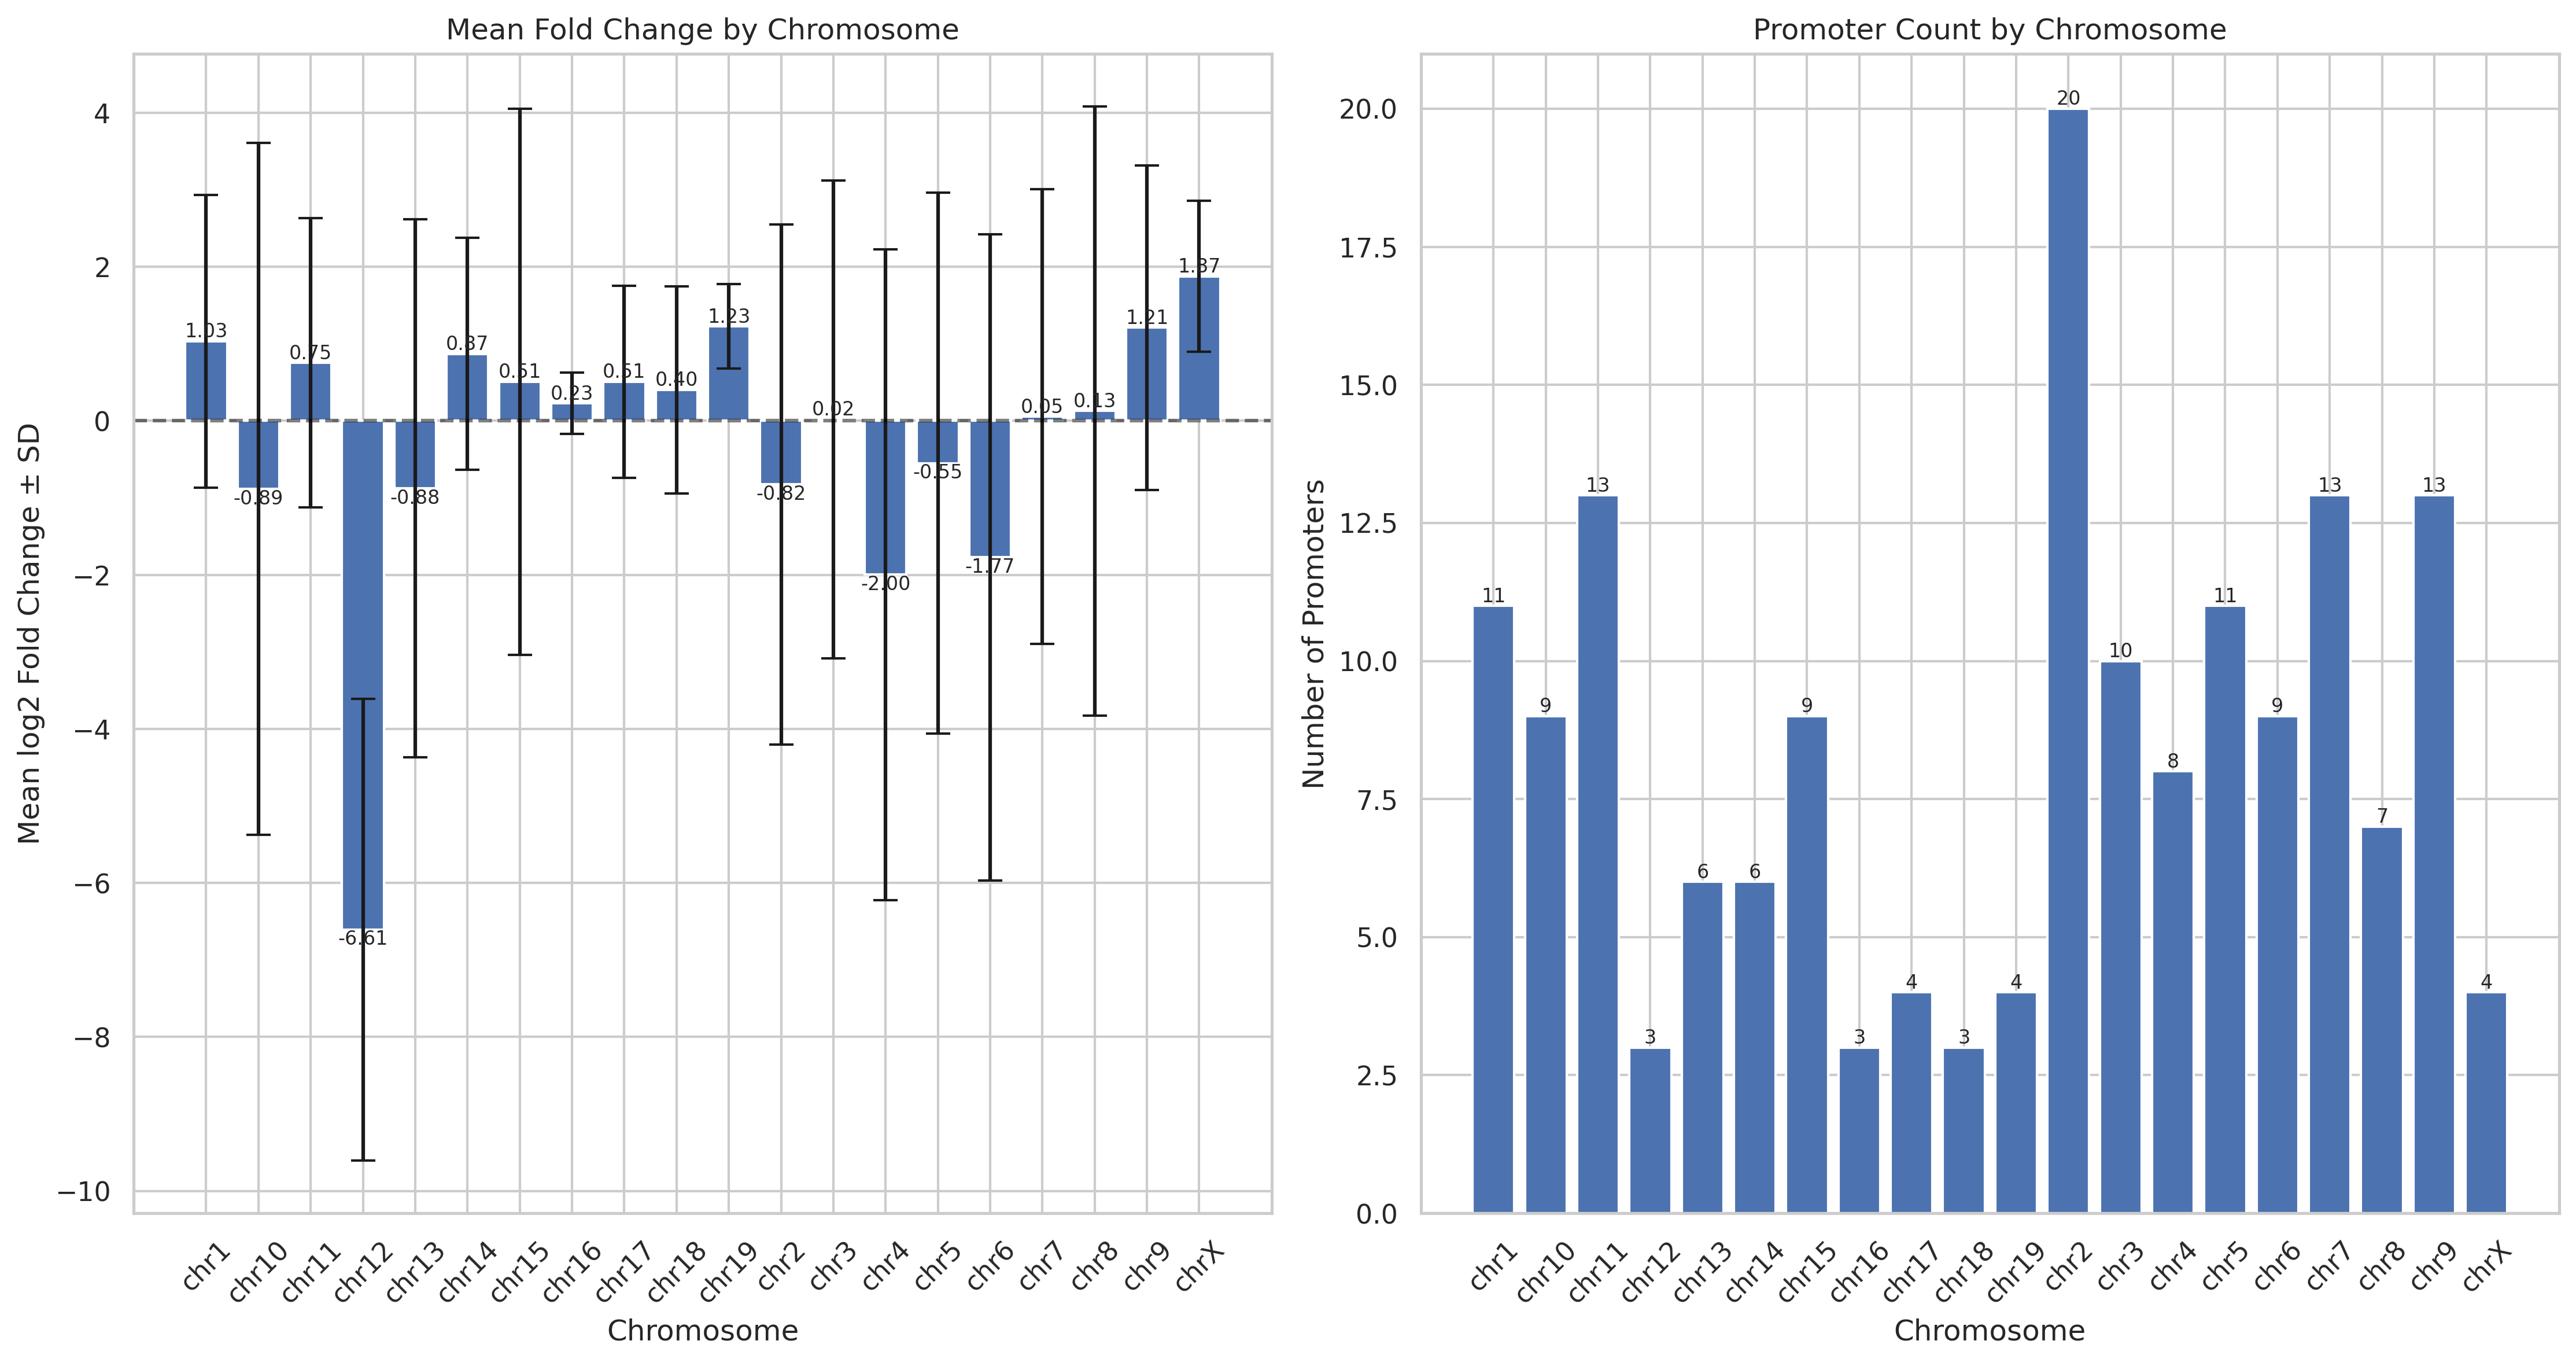 Mean Fold Change by Chromosome
Mean log2 Fold Change ± SD
4
2
0
−2
−4
−6
−8
−10
1.03
-0.89
0.75
-6.61
-0.88
0.87
0.51
0.23
0.51
0.40
1.23
-0.82
0.02
-2.00
-0.55
-1.77
0.05
0.13
1.21
1.87
chr1
chr10
chr11
chr12
chr13
chr14
chr15
chr16
chr17
chr18
chr19
chr2
chr3
chr4
chr5
chr6
chr7
chr8
chr9
chrX
Chromosome
Promoter Count by Chromosome
Number of Promoters
20.0
17.5
15.0
12.5
10.0
7.5
5.0
2.5
0.0
11
9
13
3
6
6
9
3
4
3
4
20
10
8
11
9
13
7
13
4
chr1
chr10
chr11
chr12
chr13
chr14
chr15
chr16
chr17
chr18
chr19
chr2
chr3
chr4
chr5
chr6
chr7
chr8
chr9
chrX
Chromosome